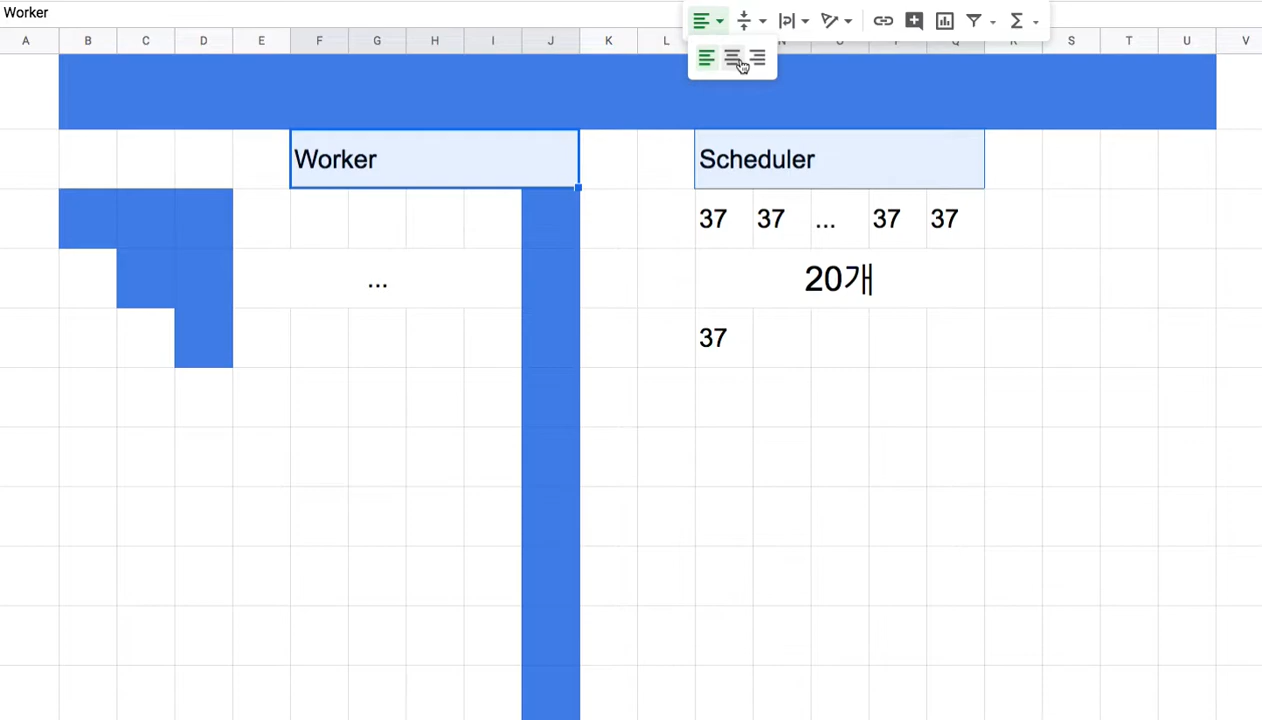 Worker
A B C D E F G H I J K L N Q R S T U V
Worker Scheduler
37 37 ... 37 37
... 20개
37